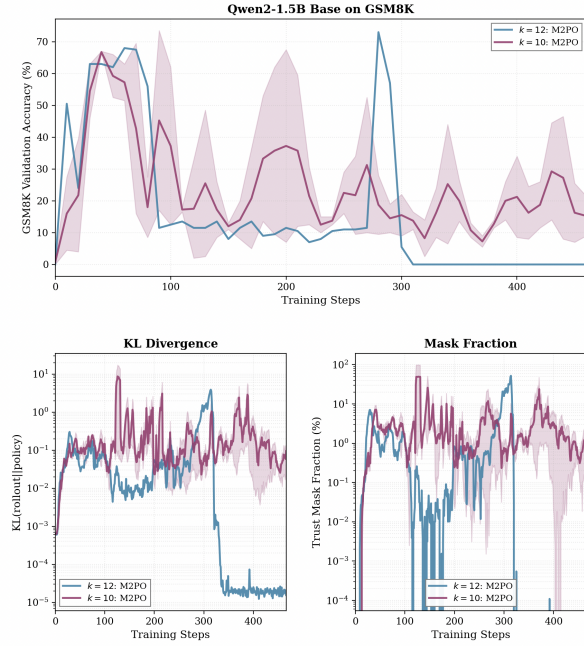 Qwen2-1.5B Base on GSM8K
k = 12: M2PO
k = 10: M2PO
GSM8K Validation Accuracy (%)
70
60
50
40
30
20
10
0
0 100 200 300 400
Training Steps
KL Divergence
KL(rollout||policy)
10¹
10⁰
10⁻¹
10⁻²
10⁻³
10⁻⁴
10⁻⁵
k = 12: M2PO
k = 10: M2PO
0 100 200 300 400
Training Steps
Mask Fraction
Trust Mask Fraction (%)
10²
10¹
10⁰
10⁻¹
10⁻²
10⁻³
10⁻⁴
k = 12: M2PO
k = 10: M2PO
0 100 200 300 400
Training Steps